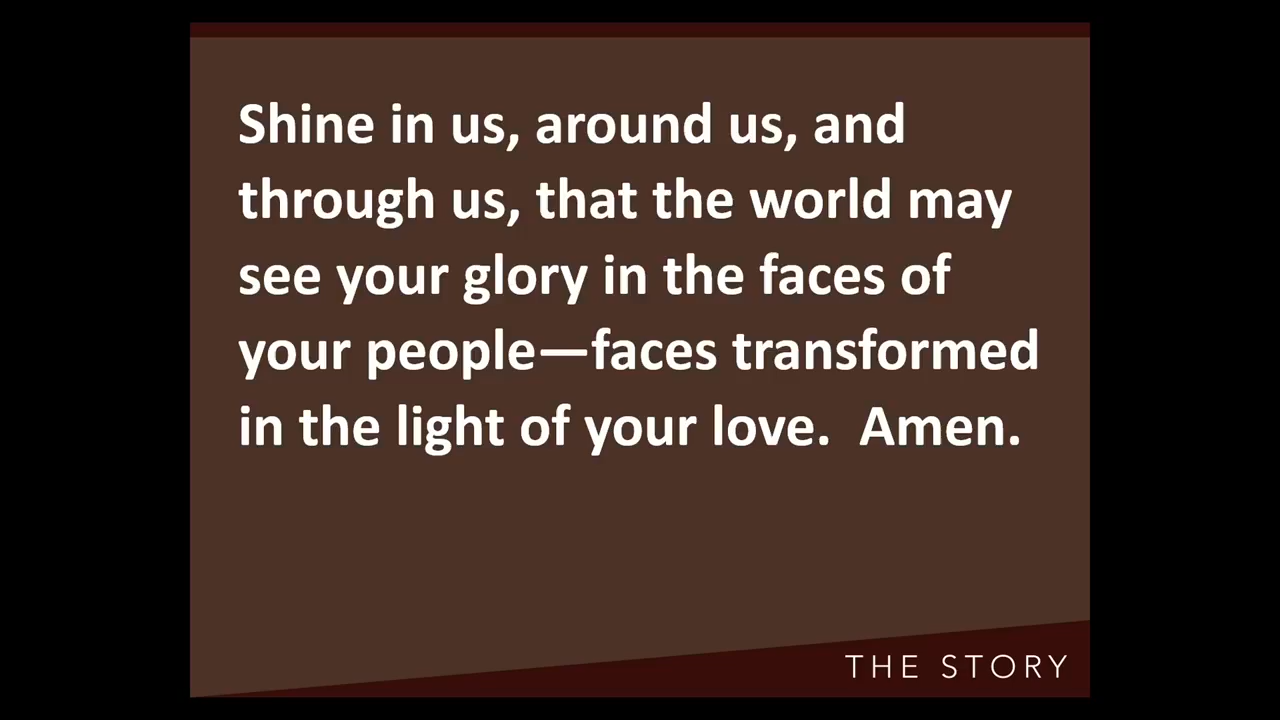 Shine in us, around us, and
through us, that the world may
see your glory in the faces of
your people—faces transformed
in the light of your love.  Amen.
THE STORY